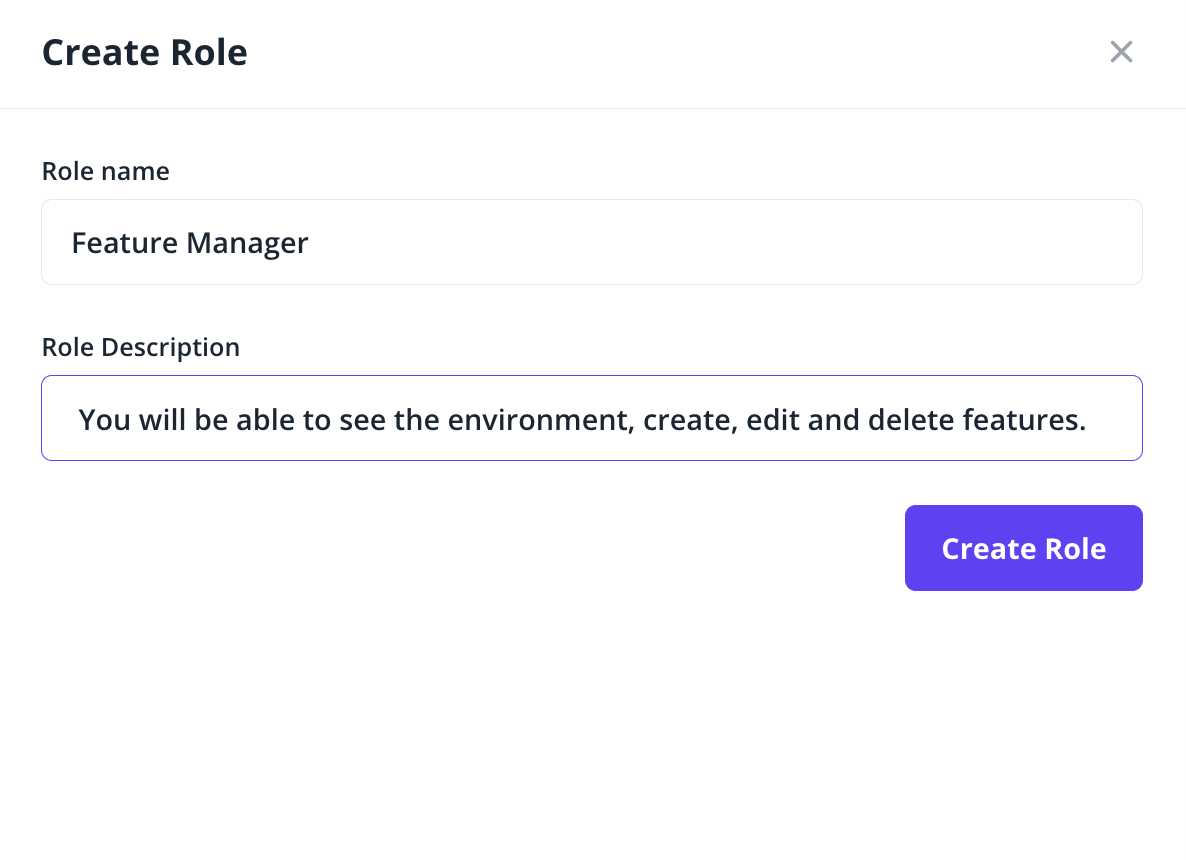 Create Role
Role name
Feature Manager
Role Description
You will be able to see the environment, create, edit and delete features.
Create Role